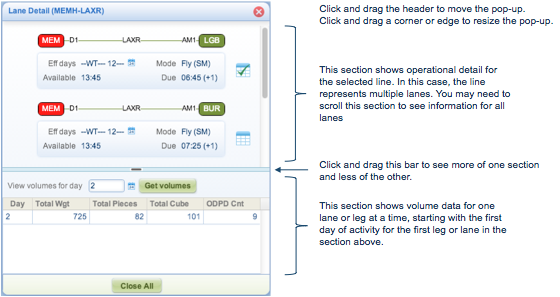 Lane Detail (MEMH-LAXR)
MEM D1 LAXR AM1 LGB
Eff days --WT--- 12--- Mode Fly (SM)
Available 13:45 Due 06:45 (+1)
MEM D1 LAXR AM1 BUR
Eff days --WT--- 12--- Mode Fly (SM)
Available 13:45 Due 07:25 (+1)
View volumes for day 2 Get volumes
Day Total Wgt Total Pieces Total Cube ODPD Cnt
2 725 82 101 9
Close All
Click and drag the header to move the pop-up.
Click and drag a corner or edge to resize the pop-up.
This section shows operational detail for
the selected line. In this case, the line
represents multiple lanes. You may need to
scroll this section to see information for all
lanes
Click and drag this bar to see more of one section
and less of the other.
This section shows volume data for one
lane or leg at a time, starting with the first
day of activity for the first leg or lane in the
section above.